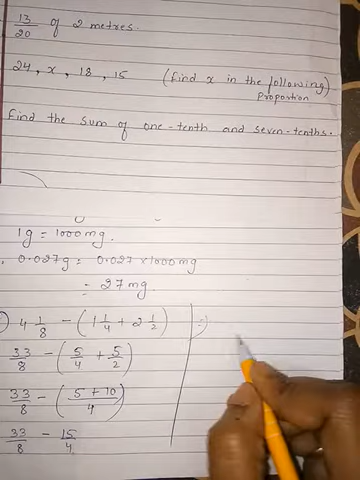 13/20 of 2 metres.
24, x, 18, 15 (find x in the following proportion)
Find the sum of one-tenth and seven-tenths.
1g = 1000mg.
0.027g = 0.027 × 1000mg
= 27mg.
4 1/8 - (1 1/4 + 2 1/2)
33/8 - (5/4 + 5/2)
33/8 - (5 + 10/4)
33/8 - 15/4